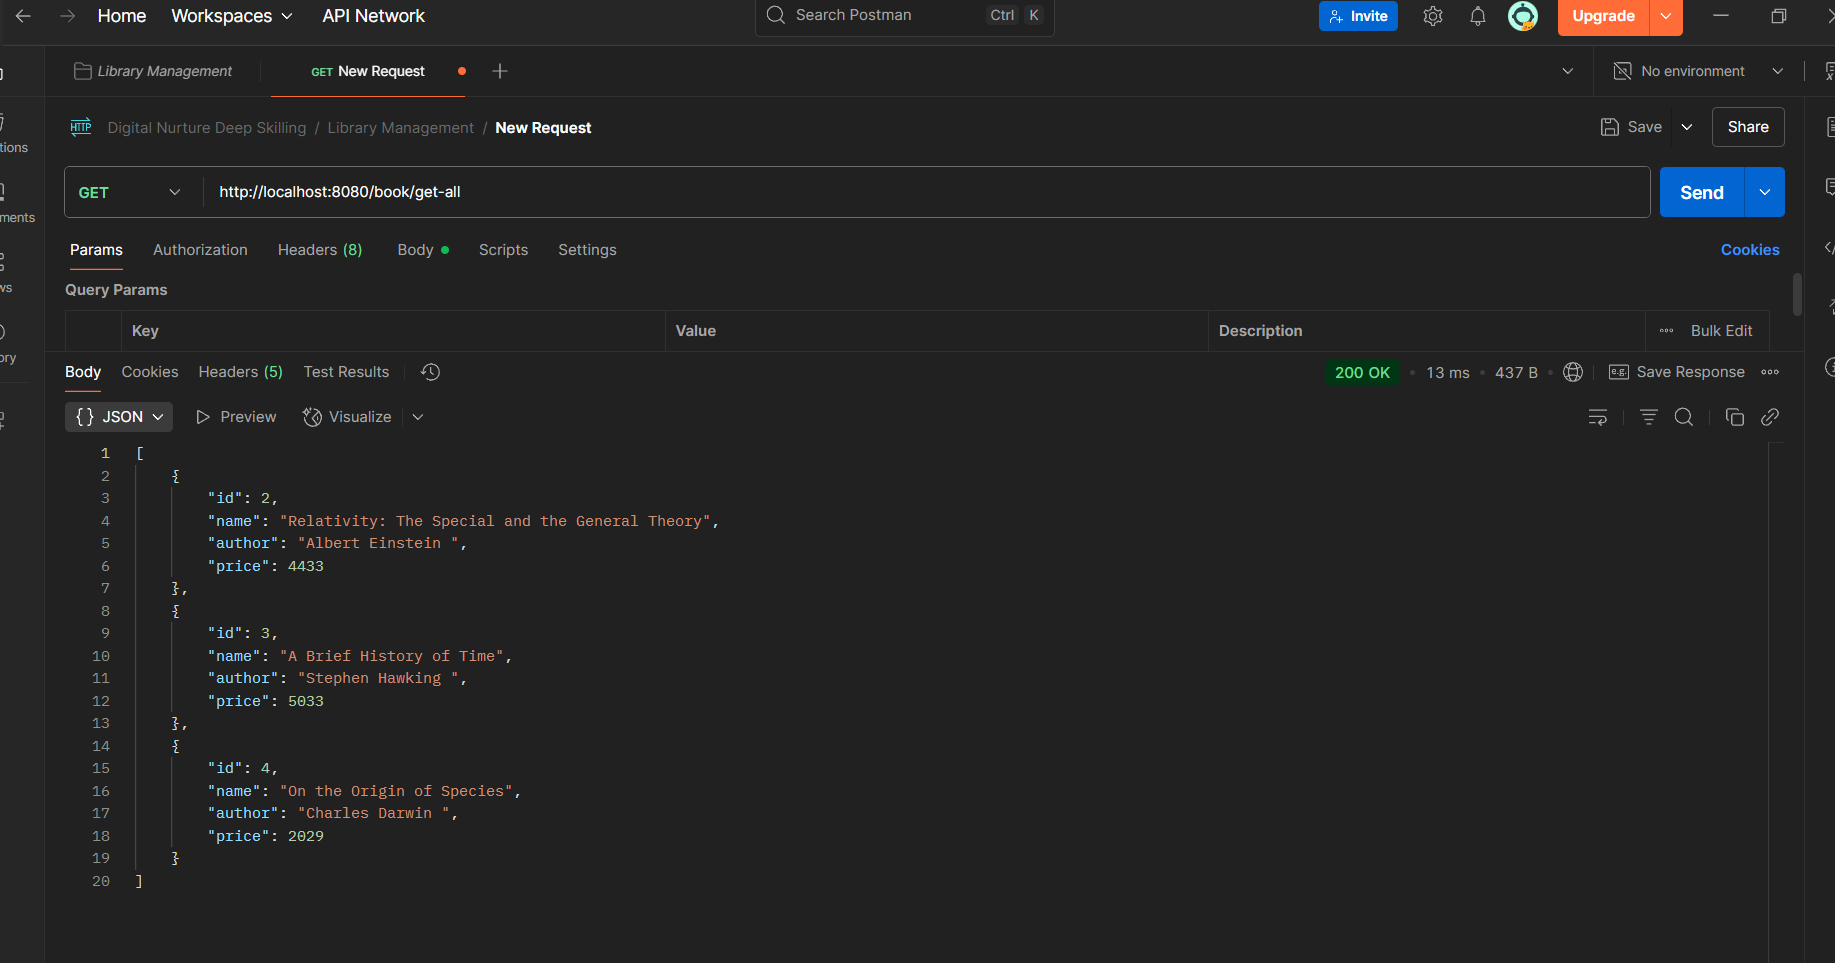 Home Workspaces API Network Search Postman Ctrl K Invite Upgrade
Library Management GET New Request No environment
HTTP Digital Nurture Deep Skilling / Library Management / New Request Save Share
GET http://localhost:8080/book/get-all Send
Params Authorization Headers (8) Body Scripts Settings Cookies
Query Params
Key Value Description Bulk Edit
Body Cookies Headers (5) Test Results 200 OK 13 ms 437 B e.g. Save Response
{} JSON Preview Visualize
1 [
2 {
3 "id": 2,
4 "name": "Relativity: The Special and the General Theory",
5 "author": "Albert Einstein ",
6 "price": 4433
7 },
8 {
9 "id": 3,
10 "name": "A Brief History of Time",
11 "author": "Stephen Hawking ",
12 "price": 5033
13 },
14 {
15 "id": 4,
16 "name": "On the Origin of Species",
17 "author": "Charles Darwin ",
18 "price": 2029
19 }
20 ]